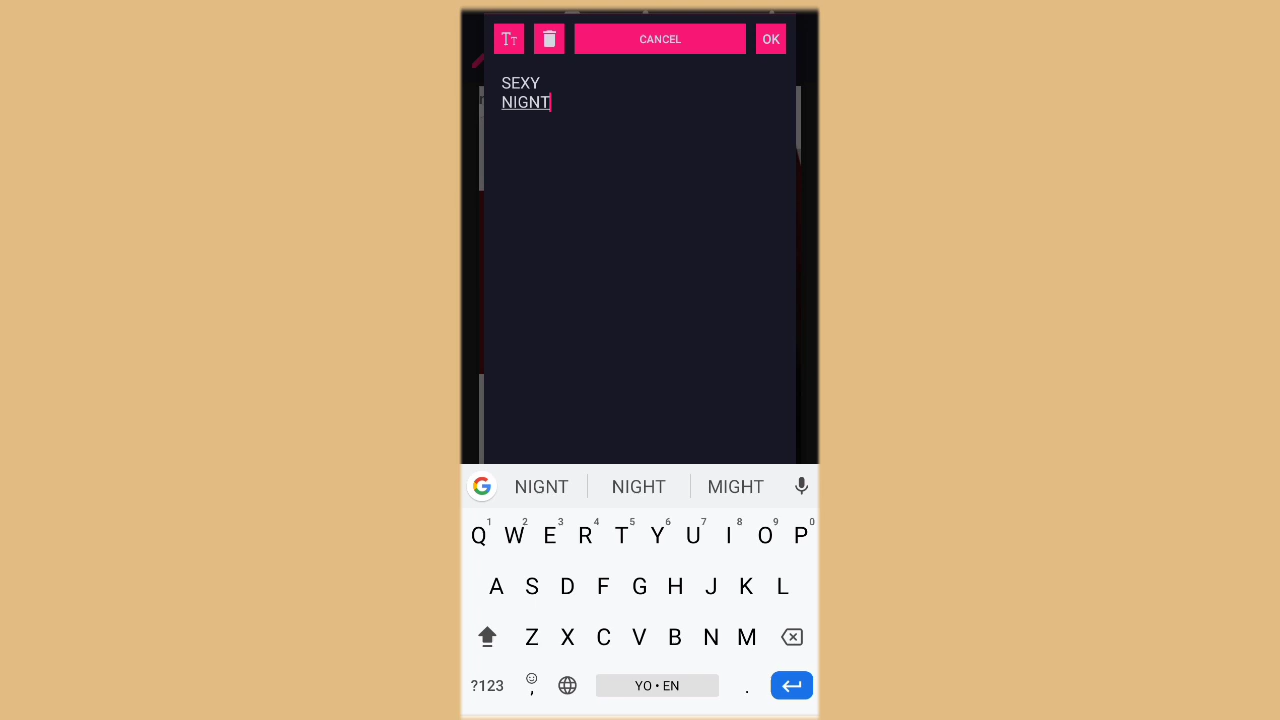 Tт
CANCEL
OK
SEXY
NIGNT
NIGNT
NIGHT
MIGHT
1 2 3 4 5 6 7 8 9 0
Q W E R T Y U I O P
A S D F G H J K L
Z X C V B N M
?123 , YO • EN .